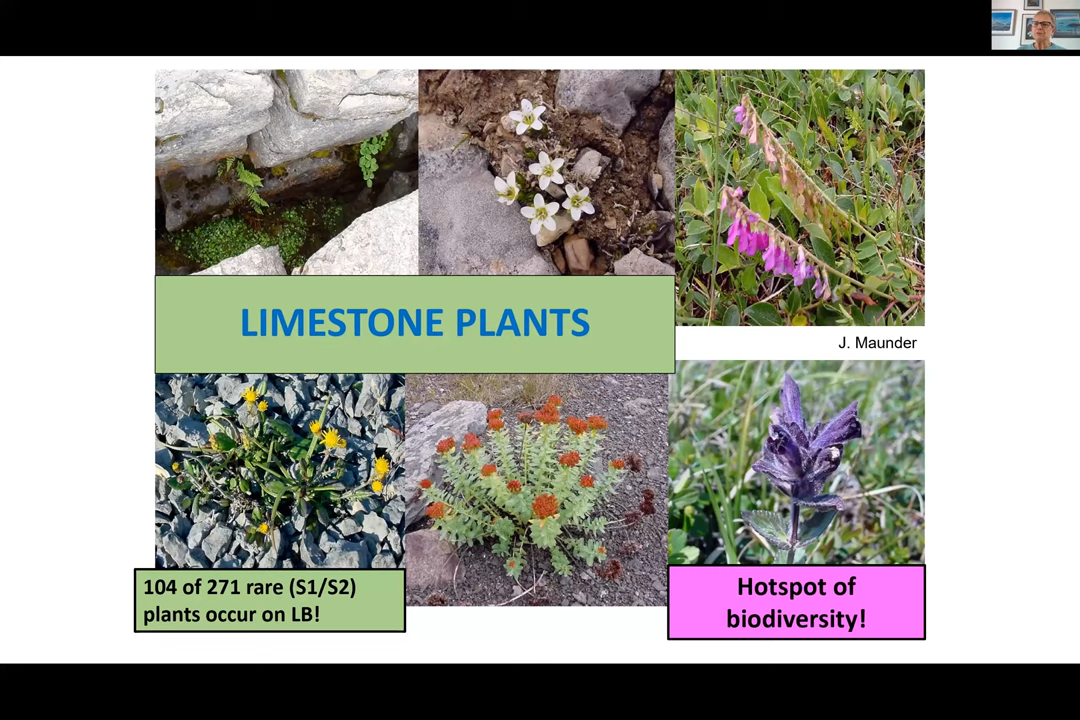 LIMESTONE PLANTS
J. Maunder
104 of 271 rare (S1/S2)
plants occur on LB!
Hotspot of
biodiversity!